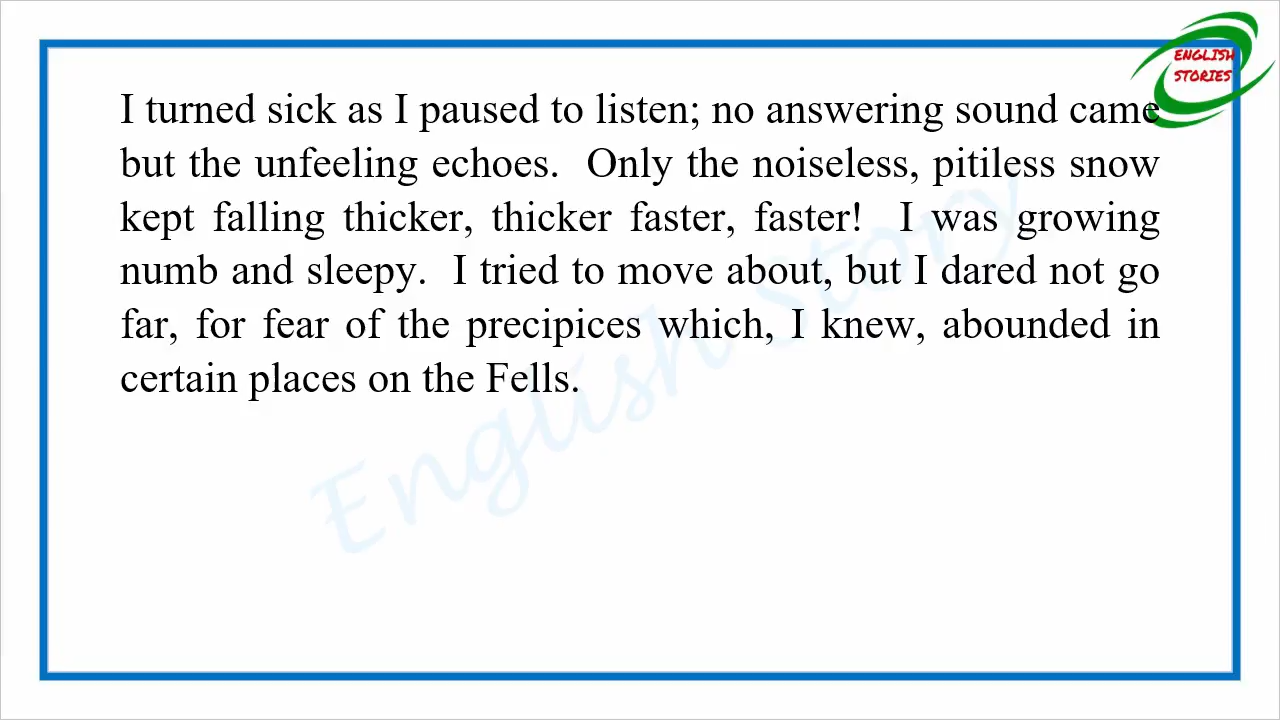 ENGLISH
STORIES
I turned sick as I paused to listen; no answering sound came
but the unfeeling echoes.  Only the noiseless, pitiless snow
kept falling thicker, thicker faster, faster!  I was growing
numb and sleepy.  I tried to move about, but I dared not go
far, for fear of the precipices which, I knew, abounded in
certain places on the Fells.
English Story